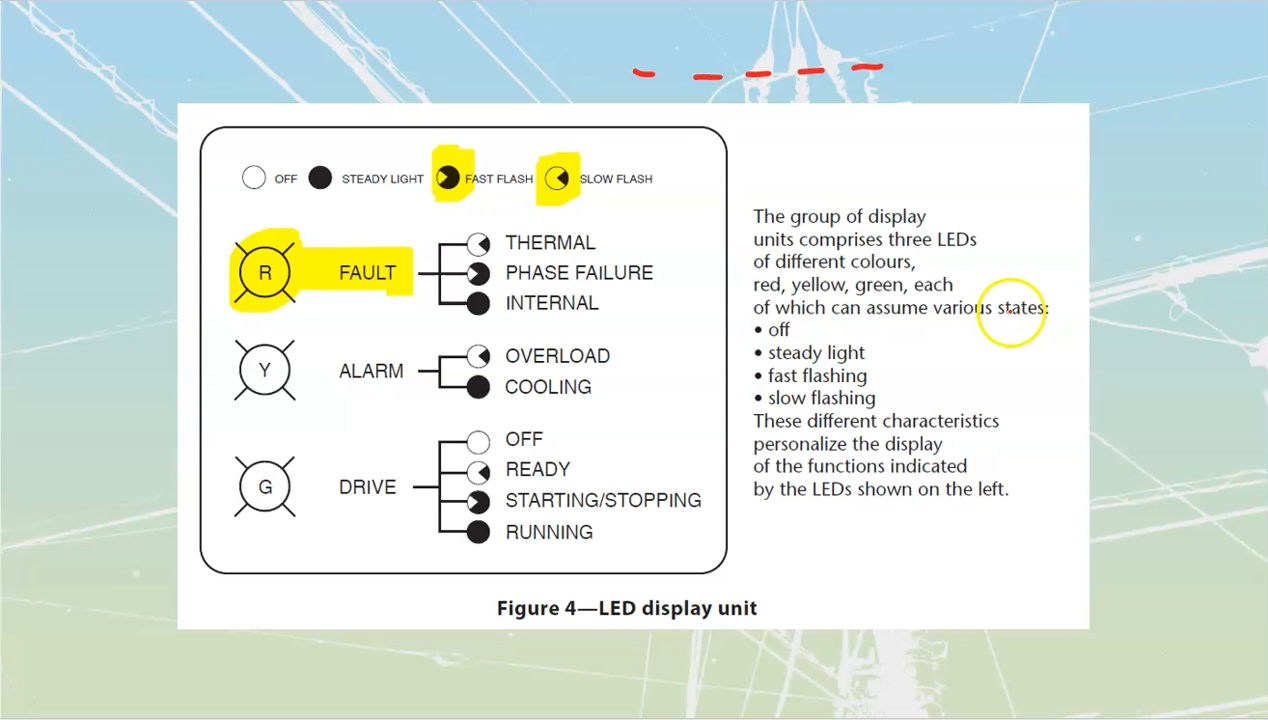 OFF STEADY LIGHT FAST FLASH SLOW FLASH
R FAULT
THERMAL
PHASE FAILURE
INTERNAL
Y ALARM
OVERLOAD
COOLING
G DRIVE
OFF
READY
STARTING/STOPPING
RUNNING
The group of display
units comprises three LEDs
of different colours,
red, yellow, green, each
of which can assume various states:
• off
• steady light
• fast flashing
• slow flashing
These different characteristics
personalize the display
of the functions indicated
by the LEDs shown on the left.
Figure 4—LED display unit